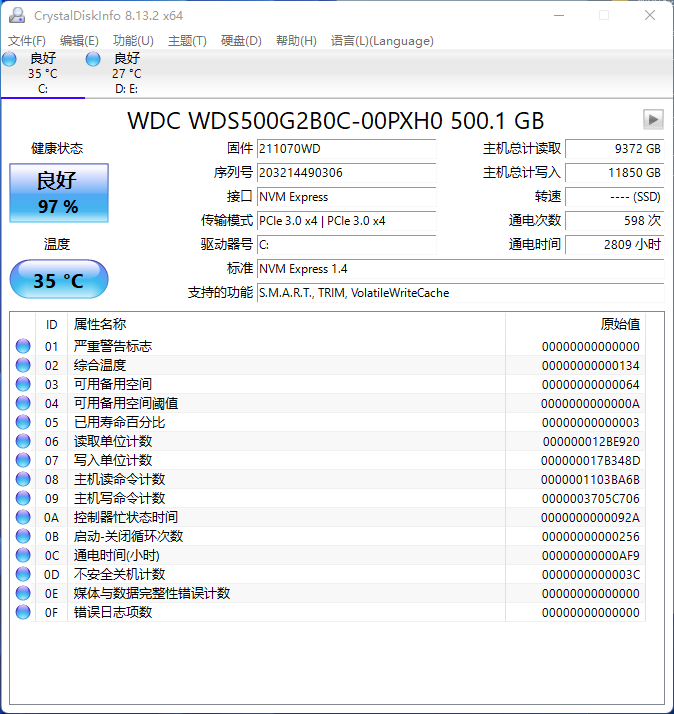 CrystalDiskInfo 8.13.2 x64
文件(F) 编辑(E) 功能(U) 主题(T) 硬盘(D) 帮助(H) 语言(L)(Language)
良好 良好
35 °C 27 °C
C: D: E:
WDC WDS500G2B0C-00PXH0 500.1 GB
健康状态 固件 211070WD 主机总计读取 9372 GB
良好 序列号 203214490306 主机总计写入 11850 GB
97 % 接口 NVM Express 转速 ---- (SSD)
传输模式 PCIe 3.0 x4 | PCIe 3.0 x4 通电次数 598 次
温度 驱动器号 C: 通电时间 2809 小时
35 °C 标准 NVM Express 1.4
支持的功能 S.M.A.R.T., TRIM, VolatileWriteCache
ID 属性名称 原始值
01 严重警告标志 00000000000000
02 综合温度 00000000000134
03 可用备用空间 00000000000064
04 可用备用空间阈值 0000000000000A
05 已用寿命百分比 00000000000003
06 读取单位计数 000000012BE920
07 写入单位计数 000000017B348D
08 主机读命令计数 0000001103BA6B
09 主机写命令计数 0000003705C706
0A 控制器忙状态时间 0000000000092A
0B 启动-关闭循环次数 00000000000256
0C 通电时间(小时) 00000000000AF9
0D 不安全关机计数 0000000000003C
0E 媒体与数据完整性错误计数 00000000000000
0F 错误日志项数 00000000000000